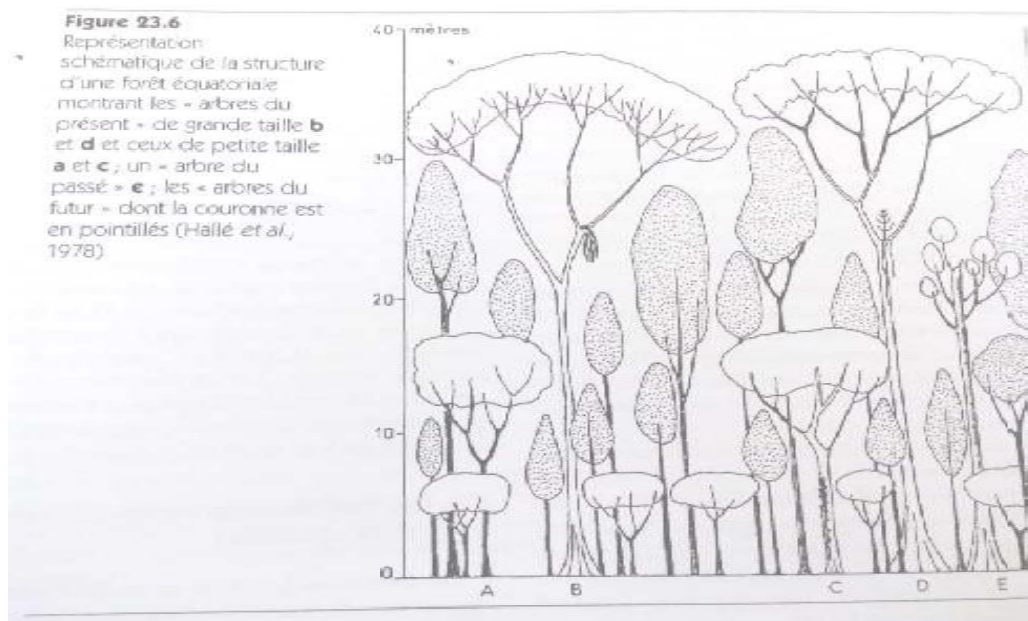 Figure 23.6
Représentation
schématique de la structure
d'une forêt équatoriale
montrant les « arbres du
présent » de grande taille b
et d et ceux de petite taille
a et c ; un « arbre du
passé » e ; les « arbres du
futur » dont la couronne est
en pointillés (Hallé et al.,
1978)
40 mètres
30
20
10
0
A B C D E